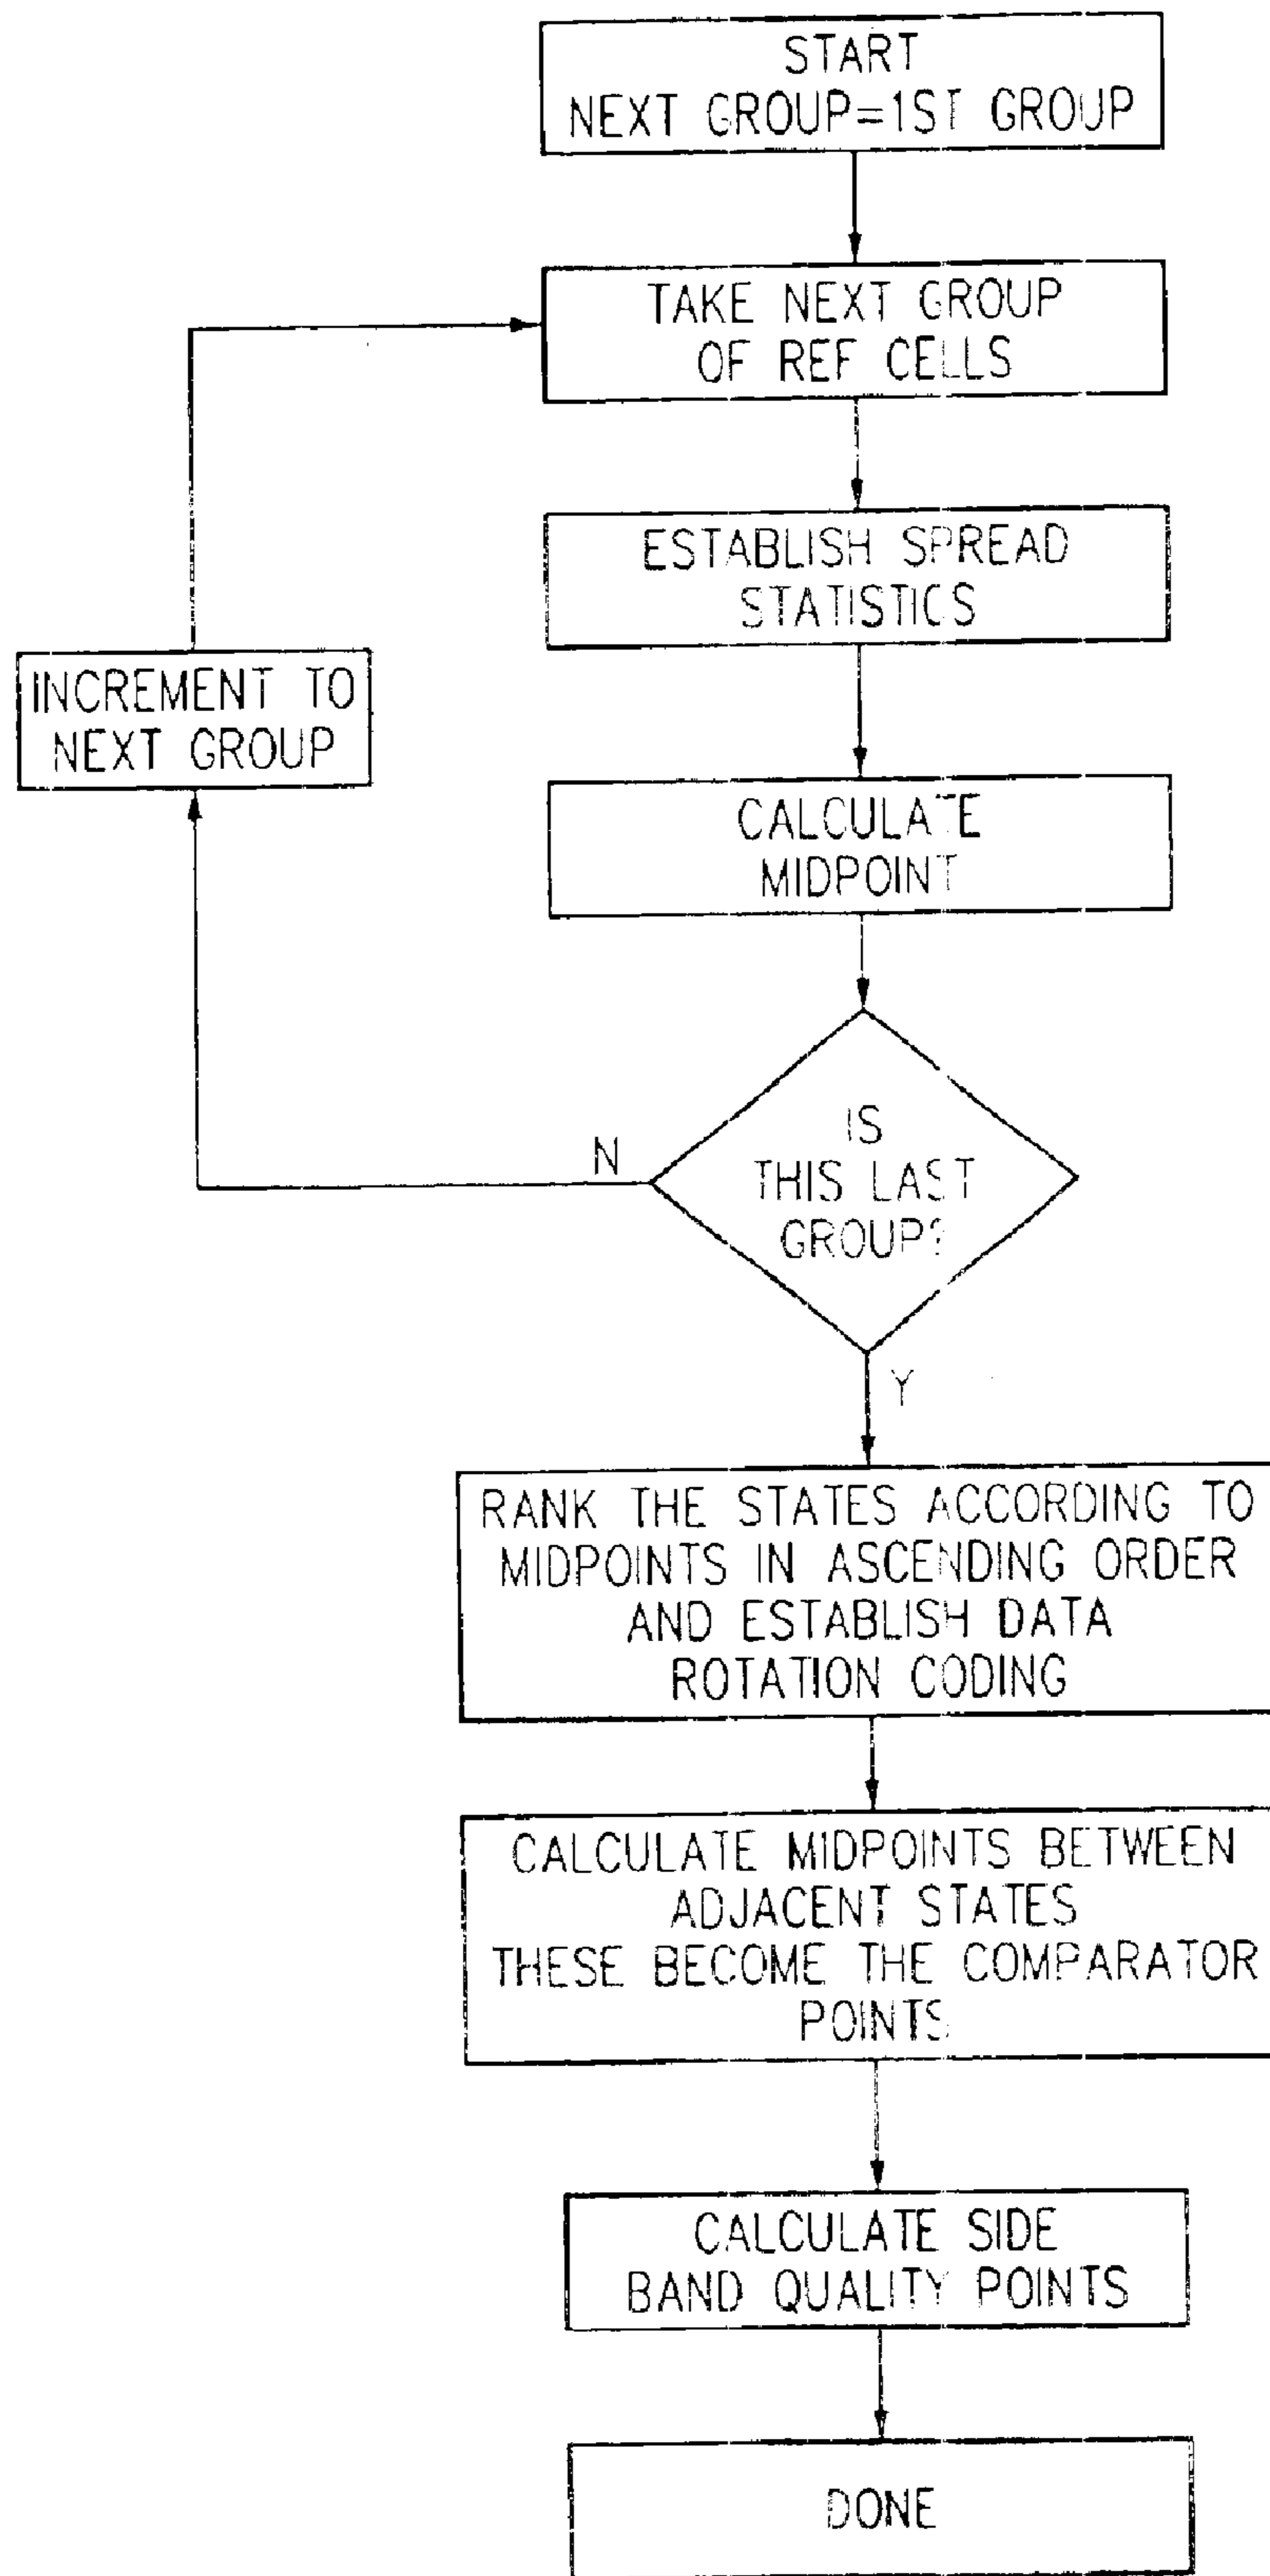 START
NEXT GROUP=1ST GROUP
TAKE NEXT GROUP
OF REF CELLS
ESTABLISH SPREAD
STATISTICS
INCREMENT TO
NEXT GROUP
CALCULATE
MIDPOINT
IS
THIS LAST
GROUP?
N
Y
RANK THE STATES ACCORDING TO
MIDPOINTS IN ASCENDING ORDER
AND ESTABLISH DATA
ROTATION CODING
CALCULATE MIDPOINTS BETWEEN
ADJACENT STATES
THESE BECOME THE COMPARATOR
POINTS
CALCULATE SIDE
BAND QUALITY POINTS
DONE